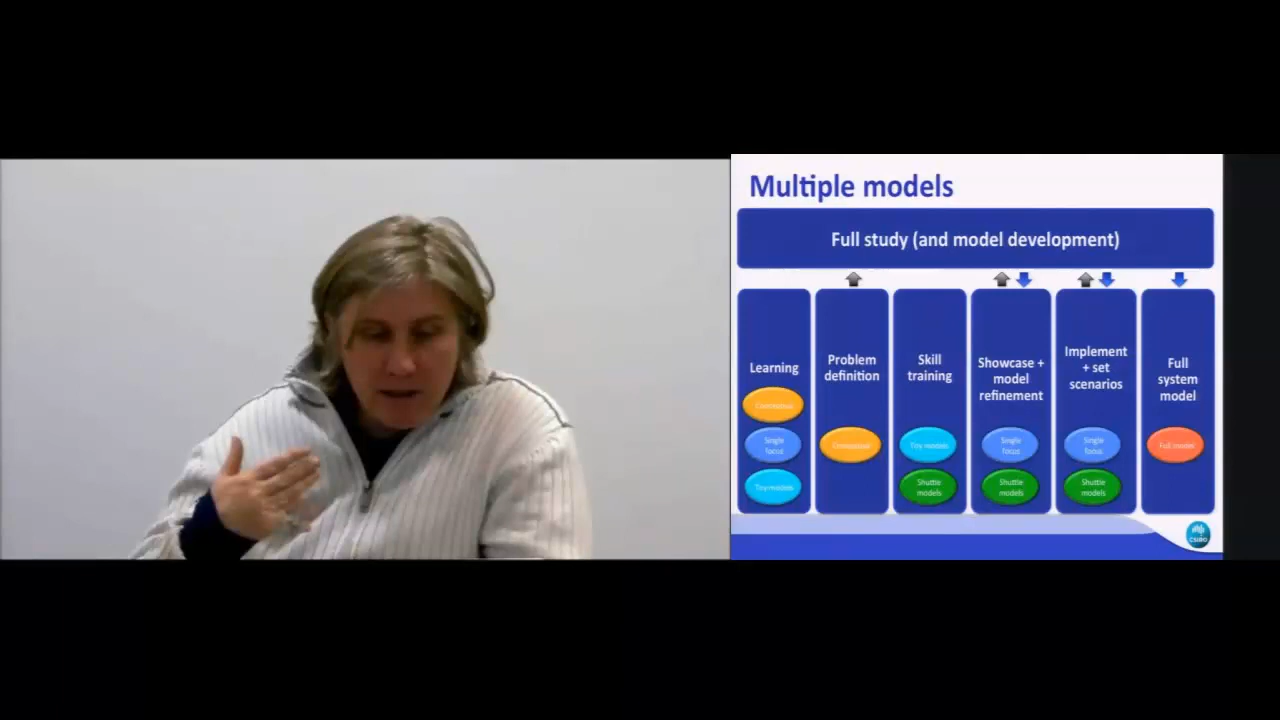 Multiple models
Full study (and model development)
Learning
Conceptual
Single
focus
Toy models
Problem
definition
Conceptual
Skill
training
Toy models
Shuttle
models
Showcase +
model
refinement
Single
focus
Shuttle
models
Implement
+ set
scenarios
Single
focus
Shuttle
models
Full
system
model
Full model
CSIRO